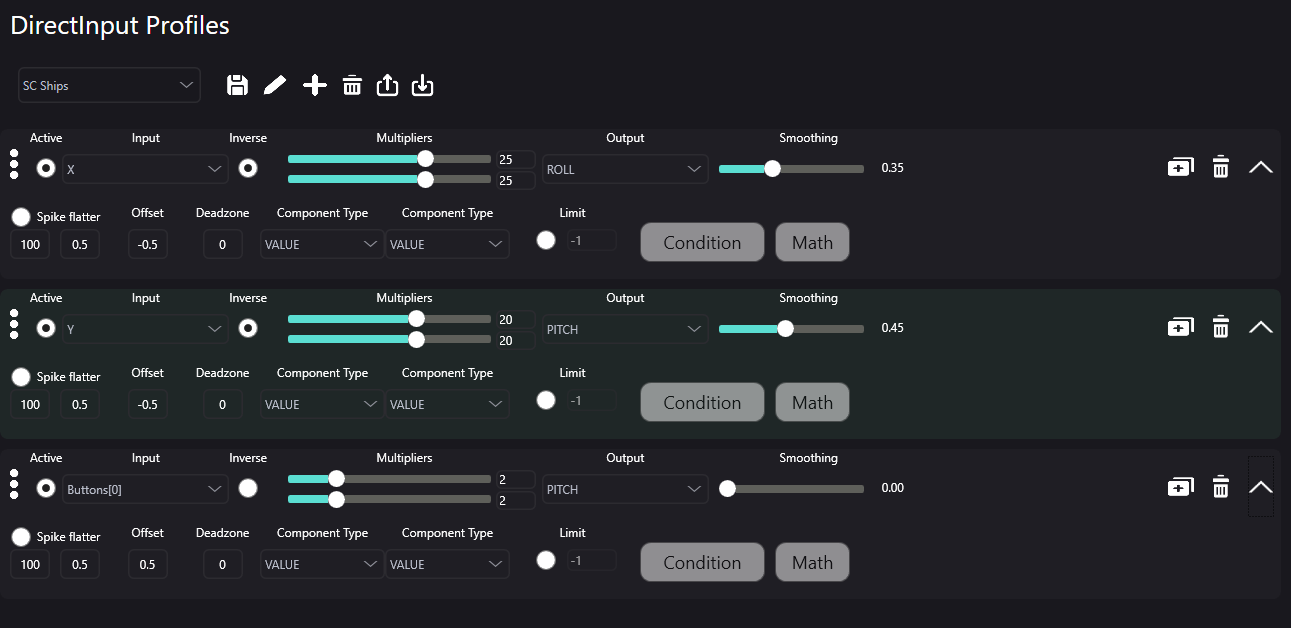 DirectInput Profiles
SC Ships
Active Input Inverse Multipliers Output Smoothing
X 25 25 ROLL 0.35
Spike flatter Offset Deadzone Component Type Component Type Limit
100 0.5 -0.5 0 VALUE VALUE -1 Condition Math
Active Input Inverse Multipliers Output Smoothing
Y 20 20 PITCH 0.45
Spike flatter Offset Deadzone Component Type Component Type Limit
100 0.5 -0.5 0 VALUE VALUE -1 Condition Math
Active Input Inverse Multipliers Output Smoothing
Buttons[0] 2 2 PITCH 0.00
Spike flatter Offset Deadzone Component Type Component Type Limit
100 0.5 0.5 0 VALUE VALUE -1 Condition Math